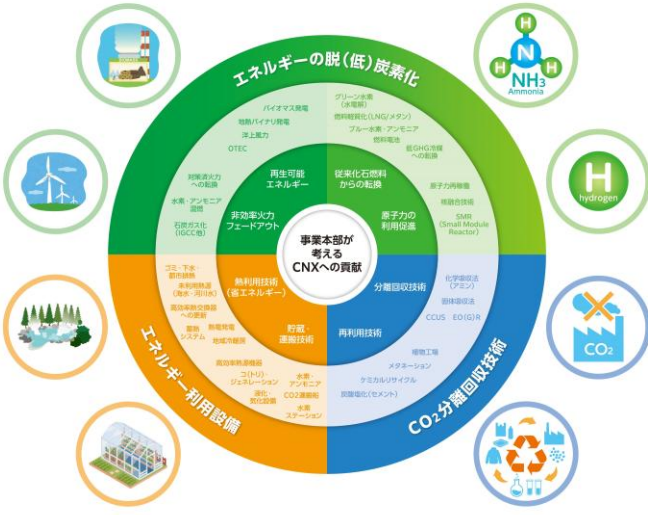 エネルギーの脱(低)炭素化
バイオマス発電
地熱バイナリ発電
洋上風力
OTEC
対策済火力
への転換
水素・アンモニア
混焼
石炭ガス化
(IGCC他)
グリーン水素
(水電解)
燃料軽質化(LNG/メタン)
ブルー水素・アンモニア
燃料電池
低GHG冷媒
への転換
原子力再稼働
核融合技術
SMR
(Small Module
Reactor)
再生可能
エネルギー
従来化石燃料
からの転換
非効率火力
フェードアウト
原子力の
利用促進
事業本部が
考える
CNXへの貢献
熱利用技術
(省エネルギー)
分離回収技術
貯蔵・
運搬技術
再利用技術
ゴミ・下水・
都市排熱
未利用熱源
(海水・河川水)
高効率熱交換器
への更新
蓄熱
システム
熱電発電
地域冷暖房
高効率熱源機器
コ(トリ)・
ジェネレーション
液化・
気化設備
水素・
アンモニア
CO2運搬船
水素
ステーション
化学吸収法
(アミン)
固体吸収法
CCUS EO(G)R
植物工場
メタネーション
ケミカルリサイクル
炭酸塩化(セメント)
エネルギー利用設備
CO₂分離回収技術
H
N
H
H
NH₃
Ammonia
H
hydrogen
CO₂